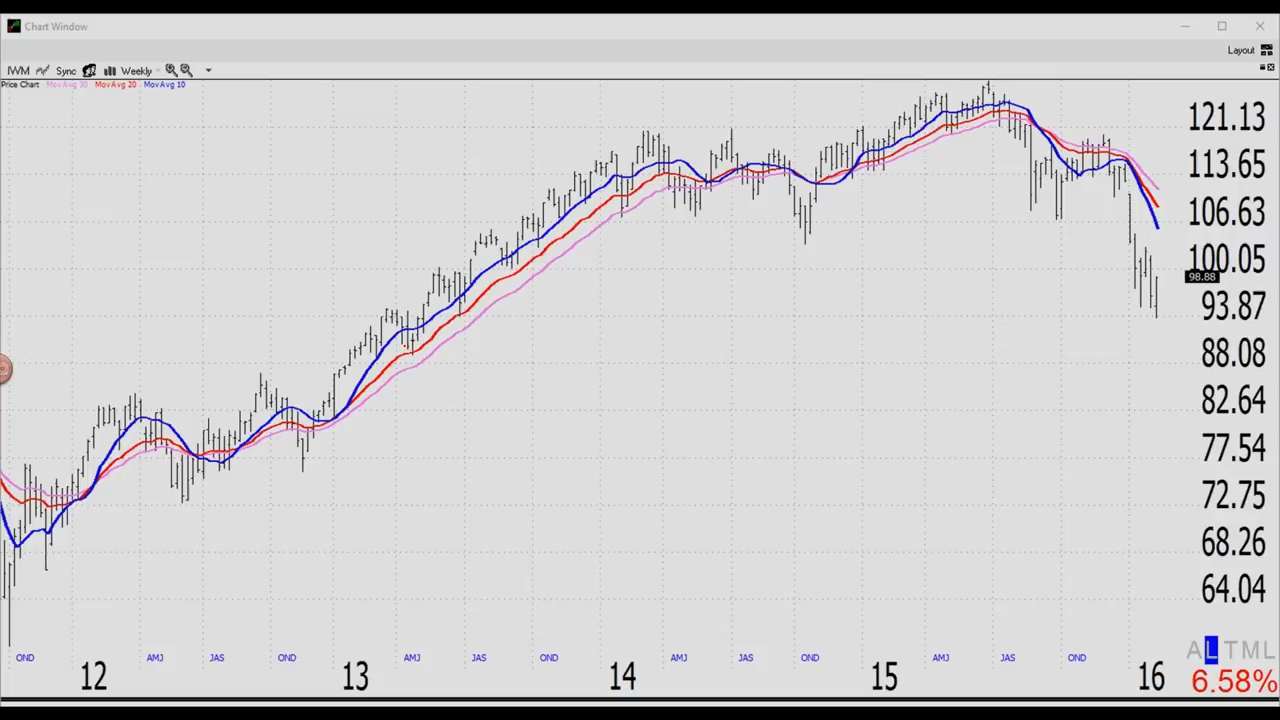 Chart Window
Layout
IWM Sync Weekly
Price Chart MovAvg 30 MovAvg 20 MovAvg 10
121.13
113.65
106.63
100.05
98.88
93.87
88.08
82.64
77.54
72.75
68.26
64.04
OND AMJ JAS OND AMJ JAS OND AMJ JAS OND AMJ JAS OND
12 13 14 15 16
ALTML
6.58%